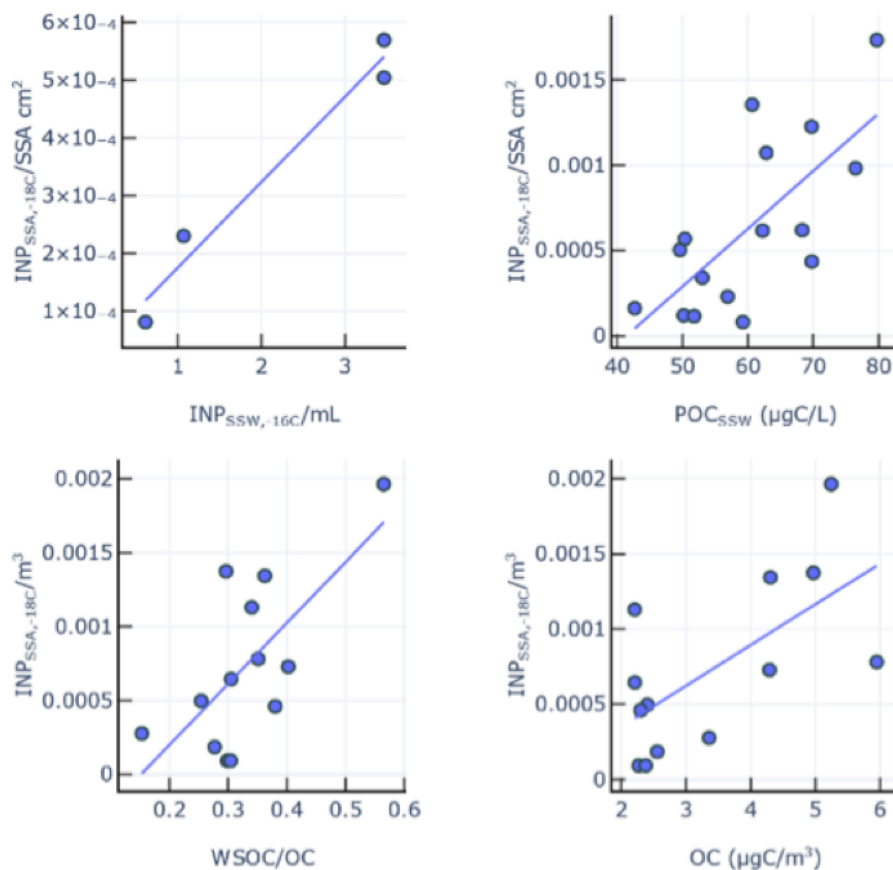 6×10−4
5×10−4
4×10−4
3×10−4
2×10−4
1×10−4
INPSSA,-18C/SSA cm²
1 2 3
INPSSW,-16C/mL
0.0015
0.001
0.0005
0
INPSSA,-18C/SSA cm²
40 50 60 70 80
POCSSW (µgC/L)
0.002
0.0015
0.001
0.0005
0
INPSSA,-18C/m³
0.2 0.3 0.4 0.5 0.6
WSOC/OC
0.002
0.0015
0.001
0.0005
0
INPSSA,-18C/m³
2 3 4 5 6
OC (µgC/m³)